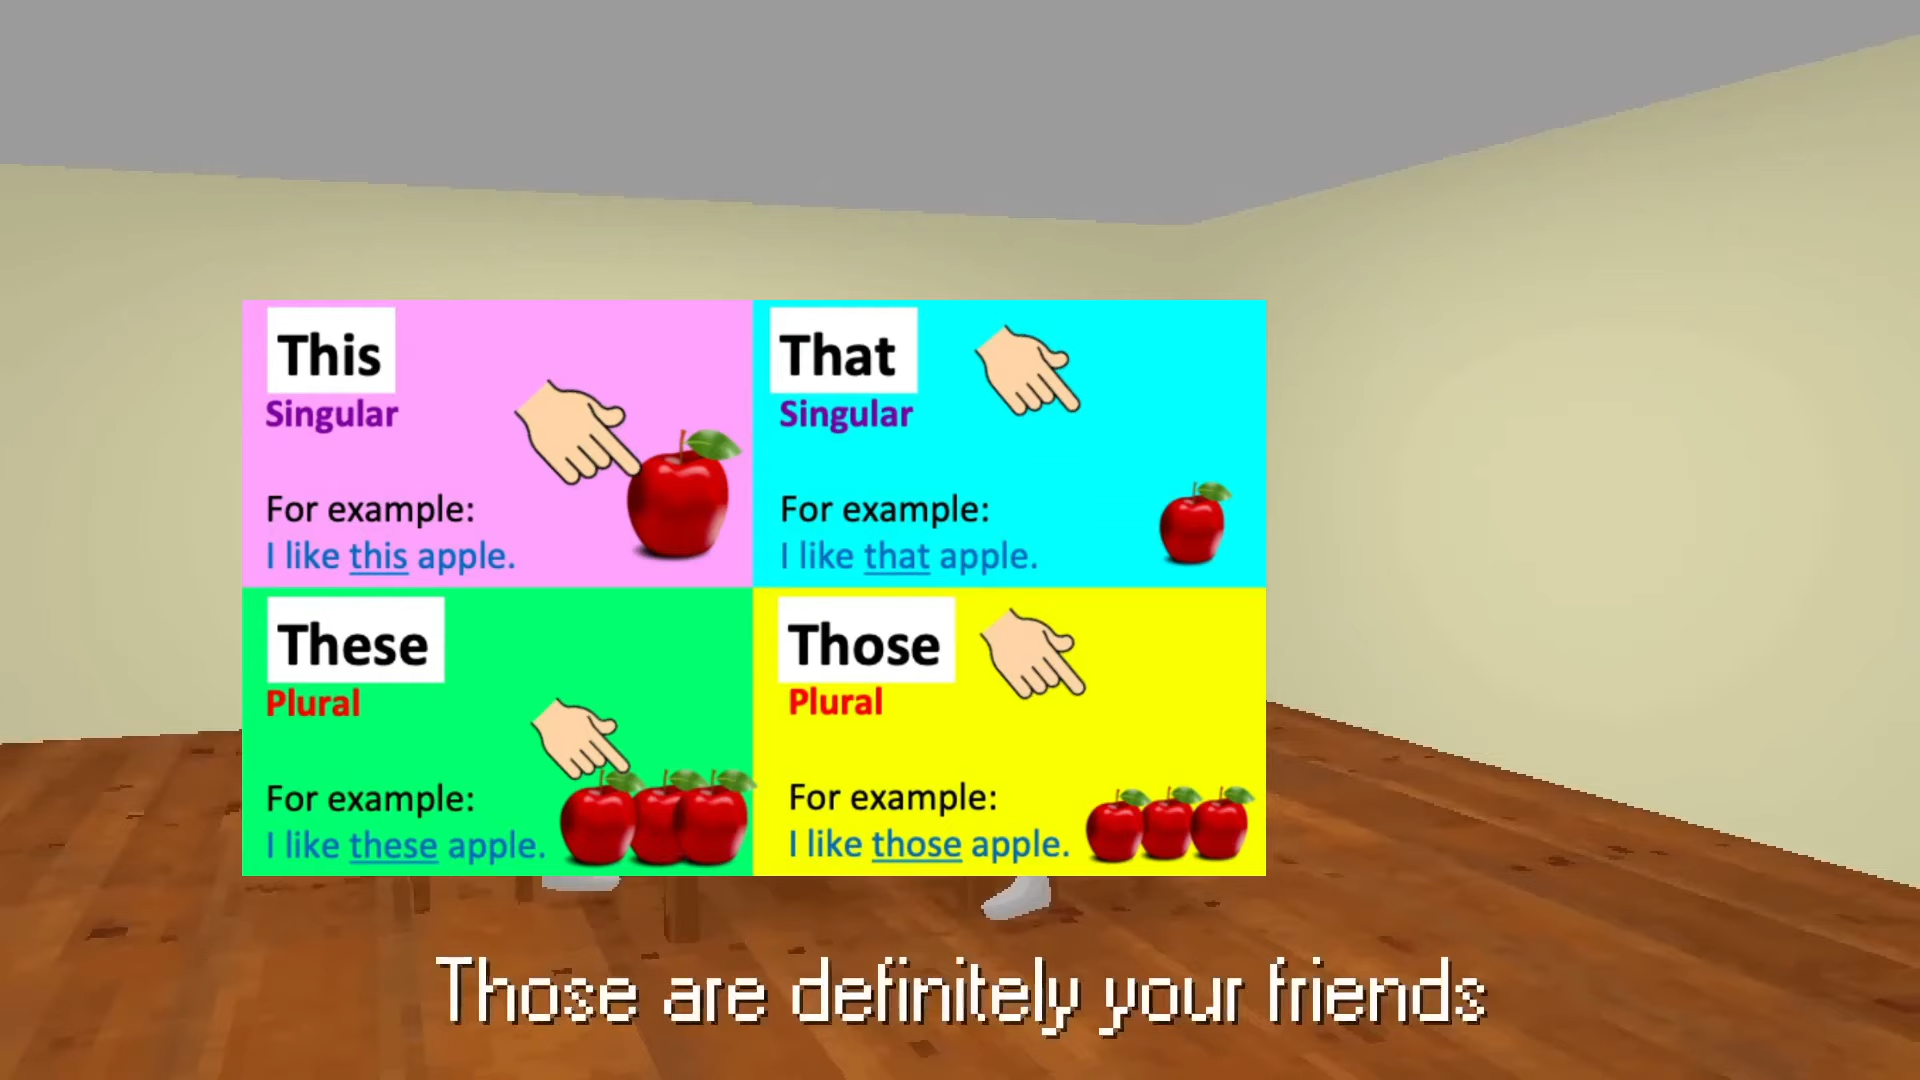 This
Singular
For example:
I like this apple.
That
Singular
For example:
I like that apple.
These
Plural
For example:
I like these apple.
Those
Plural
For example:
I like those apple.
Those are definitely your friends